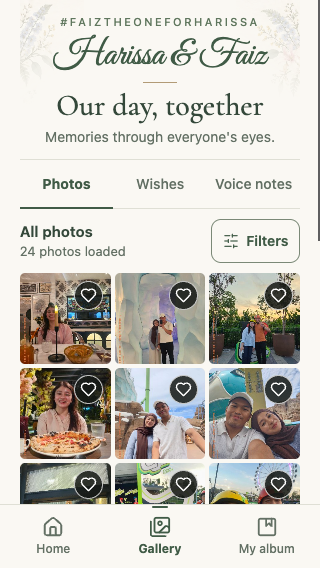 #FAIZTHEONEFORHARISSA
Harissa & Faiz
Our day, together
Memories through everyone's eyes.
Photos
Wishes
Voice notes
All photos
24 photos loaded
Filters
Home
Gallery
My album